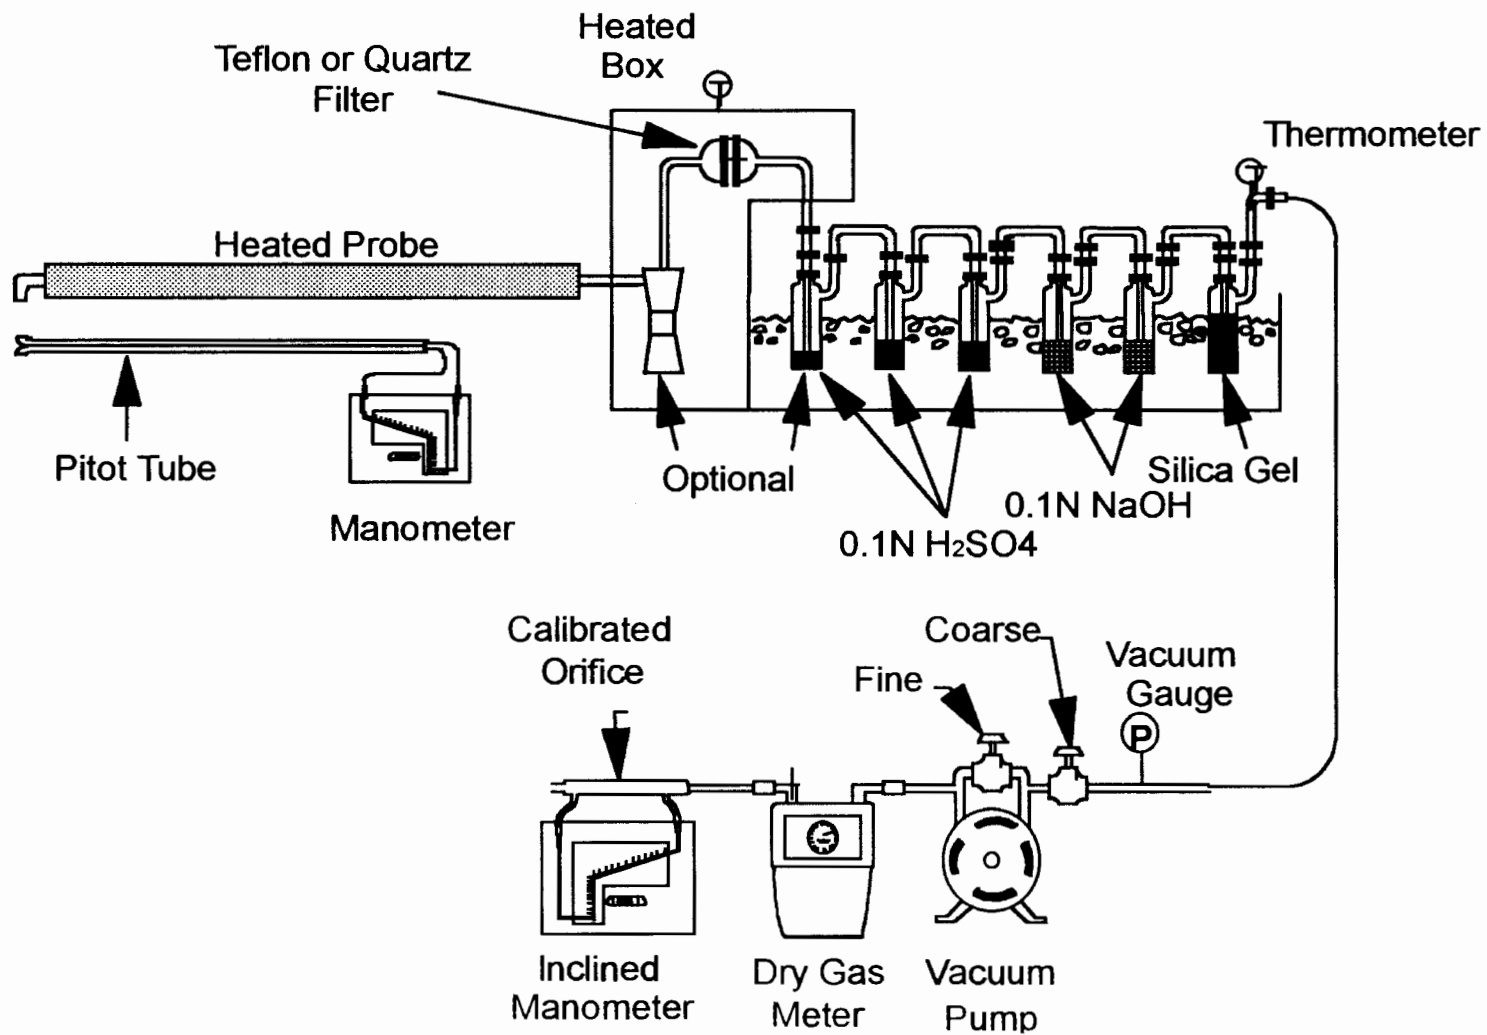 Heated
Box
Teflon or Quartz
Filter
T
Thermometer
T
Heated Probe
Pitot Tube
Manometer
Optional
Silica Gel
0.1N NaOH
0.1N H₂SO4
Calibrated
Orifice
Coarse
Fine
Vacuum
Gauge
P
Inclined
Manometer
Dry Gas
Meter
Vacuum
Pump